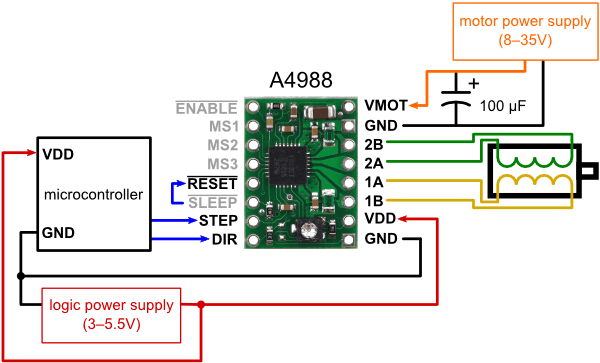 motor power supply
(8–35V)
A4988
ENABLE
MS1
MS2
MS3
RESET
SLEEP
STEP
DIR
VMOT
GND
2B
2A
1A
1B
VDD
GND
+
100 µF
VDD
microcontroller
GND
logic power supply
(3–5.5V)